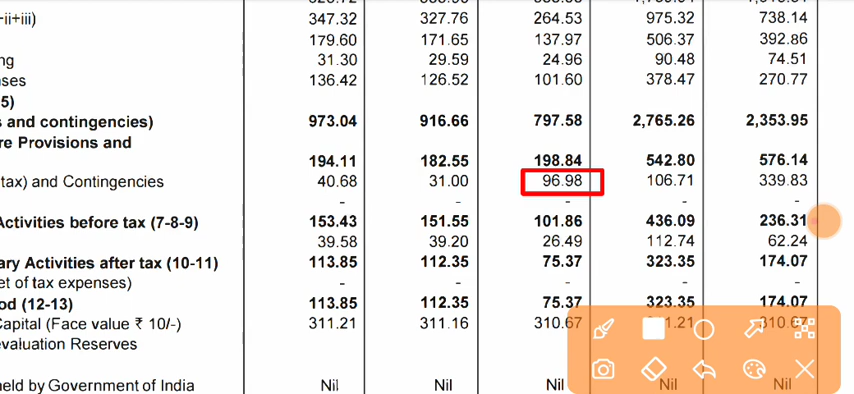 -ii+iii) 347.32 327.76 264.53 975.32 738.14
179.60 171.65 137.97 506.37 392.86
ng 31.30 29.59 24.96 90.48 74.51
ses 136.42 126.52 101.60 378.47 270.77
5)
s and contingencies) 973.04 916.66 797.58 2,765.26 2,353.95
re Provisions and
194.11 182.55 198.84 542.80 576.14
tax) and Contingencies 40.68 31.00 96.98 106.71 339.83
- - - - -
Activities before tax (7-8-9) 153.43 151.55 101.86 436.09 236.31
39.58 39.20 26.49 112.74 62.24
ary Activities after tax (10-11) 113.85 112.35 75.37 323.35 174.07
et of tax expenses) - - - - -
od (12-13) 113.85 112.35 75.37 323.35 174.07
Capital (Face value ₹ 10/-) 311.21 311.16 310.67 1.21 310.67
evaluation Reserves
held by Government of India Nil Nil Nil Nil Nil